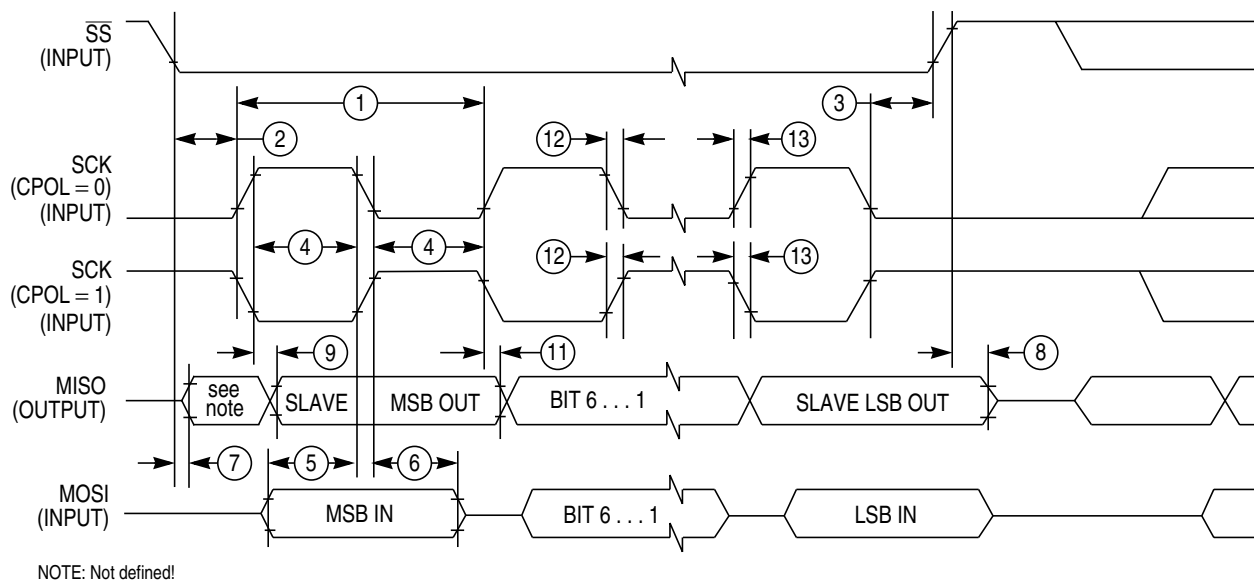 SS
(INPUT)
1
3
2
12
13
SCK
(CPOL = 0)
(INPUT)
4
4
12
13
SCK
(CPOL = 1)
(INPUT)
9
11
8
MISO
(OUTPUT)
see
note
SLAVE
MSB OUT
BIT 6 . . . 1
SLAVE LSB OUT
7
5
6
MOSI
(INPUT)
MSB IN
BIT 6 . . . 1
LSB IN
NOTE: Not defined!